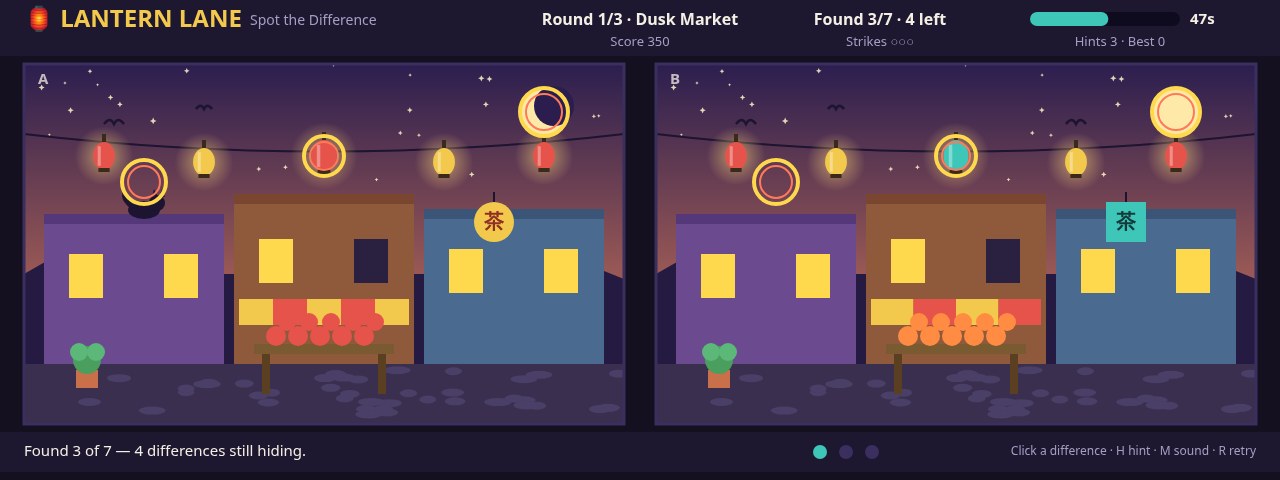 🏮 LANTERN LANE Spot the Difference
Round 1/3 · Dusk Market
Score 350
Found 3/7 · 4 left
Strikes ○○○
47s
Hints 3 · Best 0
A
茶
B
茶
Found 3 of 7 — 4 differences still hiding.
Click a difference · H hint · M sound · R retry